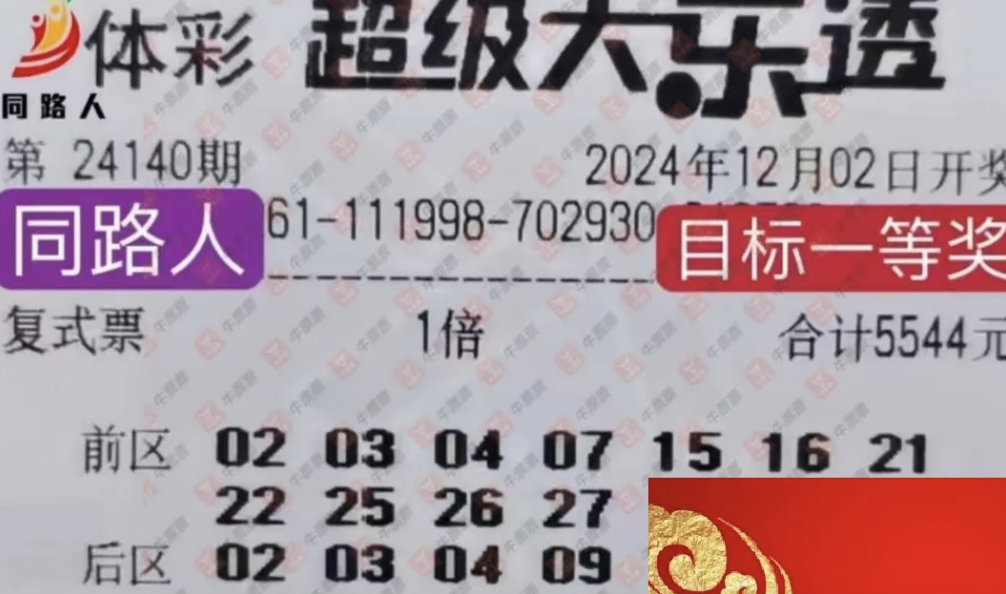 体彩 超级大乐透
同路人
第 24140期 2024年12月02日开奖
同路人 61-111998-702930 目标一等奖
复式票 1倍 合计5544元
前区 02 03 04 07 15 16 21
22 25 26 27
后区 02 03 04 09